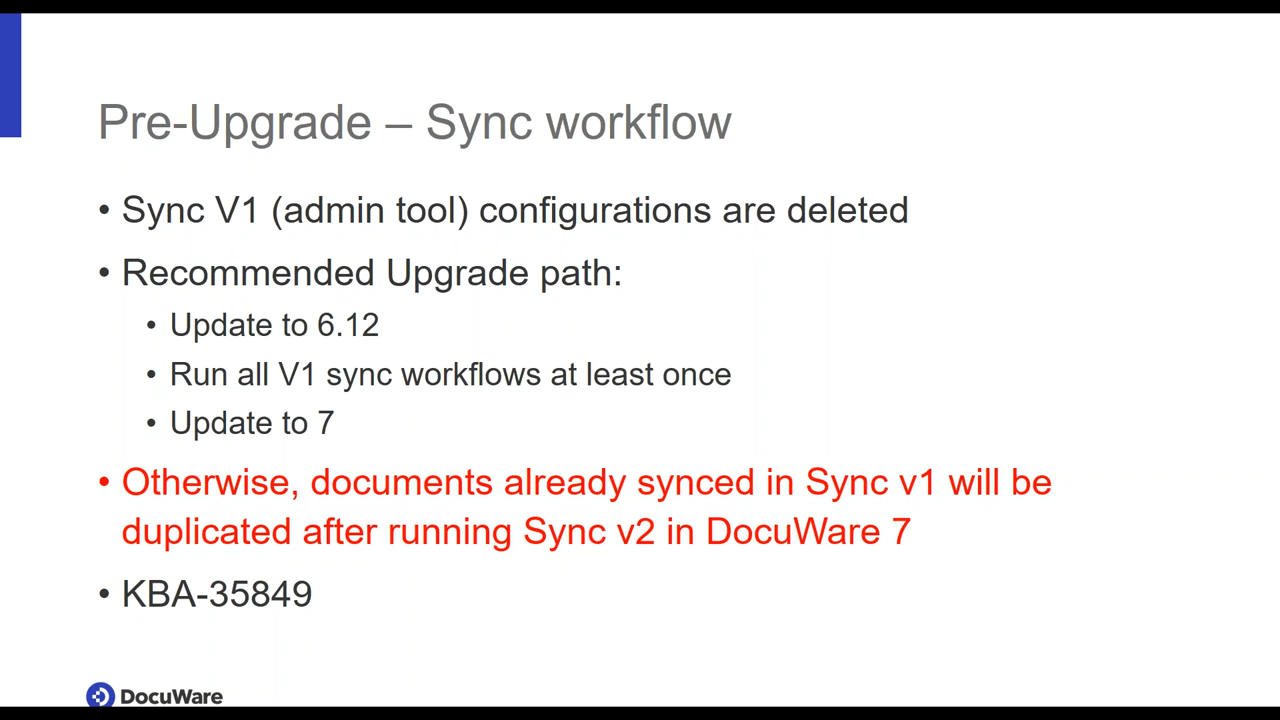 Pre-Upgrade – Sync workflow
• Sync V1 (admin tool) configurations are deleted
• Recommended Upgrade path:
• Update to 6.12
• Run all V1 sync workflows at least once
• Update to 7
• Otherwise, documents already synced in Sync v1 will be
duplicated after running Sync v2 in DocuWare 7
• KBA-35849
DocuWare